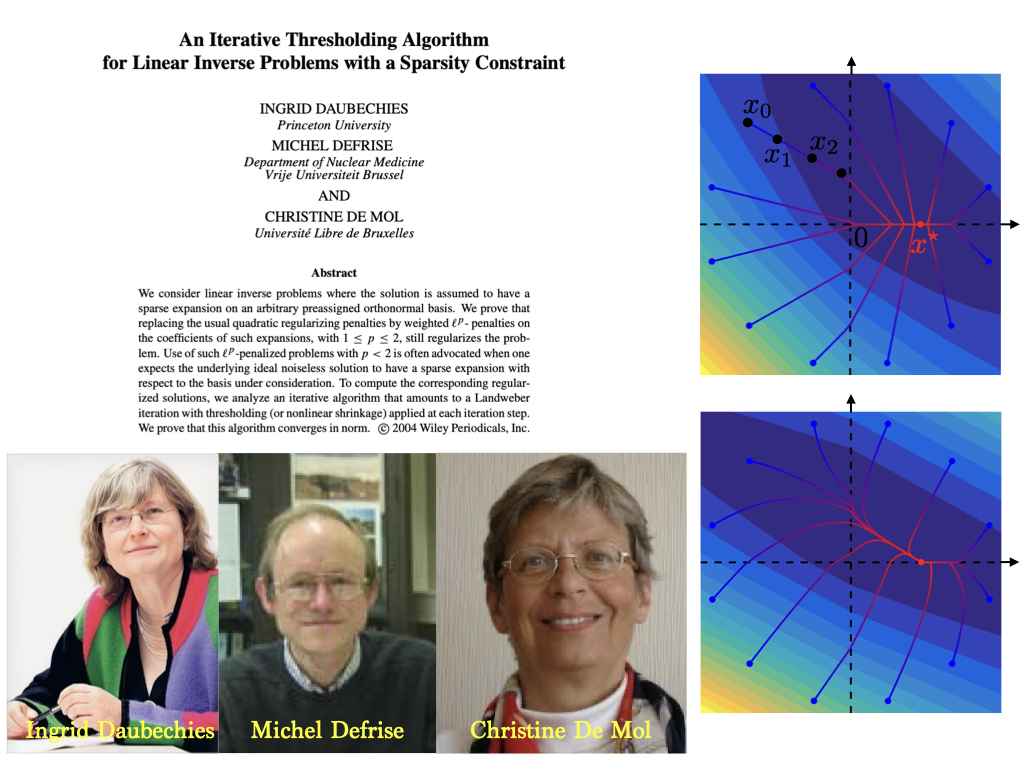 An Iterative Thresholding Algorithm
for Linear Inverse Problems with a Sparsity Constraint
INGRID DAUBECHIES
Princeton University
MICHEL DEFRISE
Department of Nuclear Medicine
Vrije Universiteit Brussel
AND
CHRISTINE DE MOL
Université Libre de Bruxelles
Abstract
We consider linear inverse problems where the solution is assumed to have a
sparse expansion on an arbitrary preassigned orthonormal basis. We prove that
replacing the usual quadratic regularizing penalties by weighted ℓᵖ- penalties on
the coefficients of such expansions, with 1 ≤ p ≤ 2, still regularizes the prob-
lem. Use of such ℓᵖ-penalized problems with p < 2 is often advocated when one
expects the underlying ideal noiseless solution to have a sparse expansion with
respect to the basis under consideration. To compute the corresponding regular-
ized solutions, we analyze an iterative algorithm that amounts to a Landweber
iteration with thresholding (or nonlinear shrinkage) applied at each iteration step.
We prove that this algorithm converges in norm. © 2004 Wiley Periodicals, Inc.
Ingrid Daubechies
Michel Defrise
Christine De Mol
x₀
x₁
x₂
0
x⋆